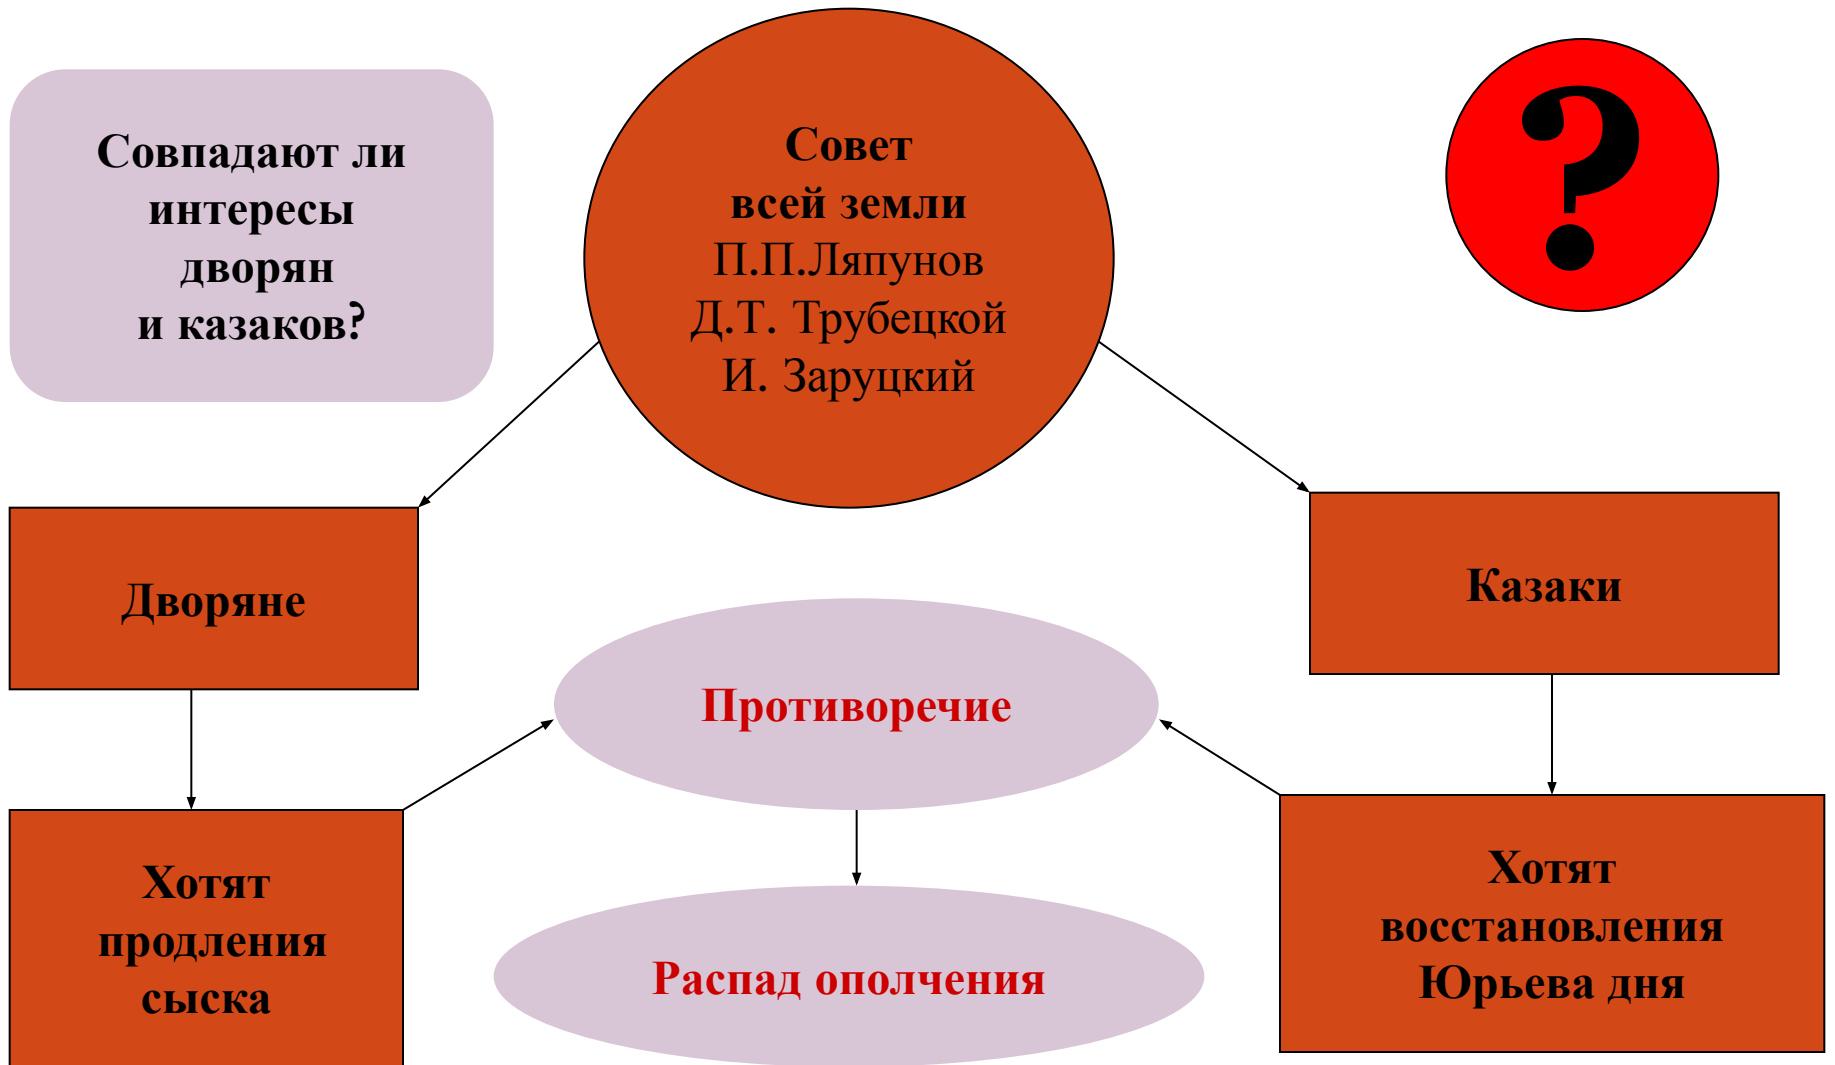 Совпадают ли
интересы
дворян
и казаков?
Совет
всей земли
П.П.Ляпунов
Д.Т. Трубецкой
И. Заруцкий
?
Дворяне
Казаки
Противоречие
Хотят
продления
сыска
Распад ополчения
Хотят
восстановления
Юрьева дня